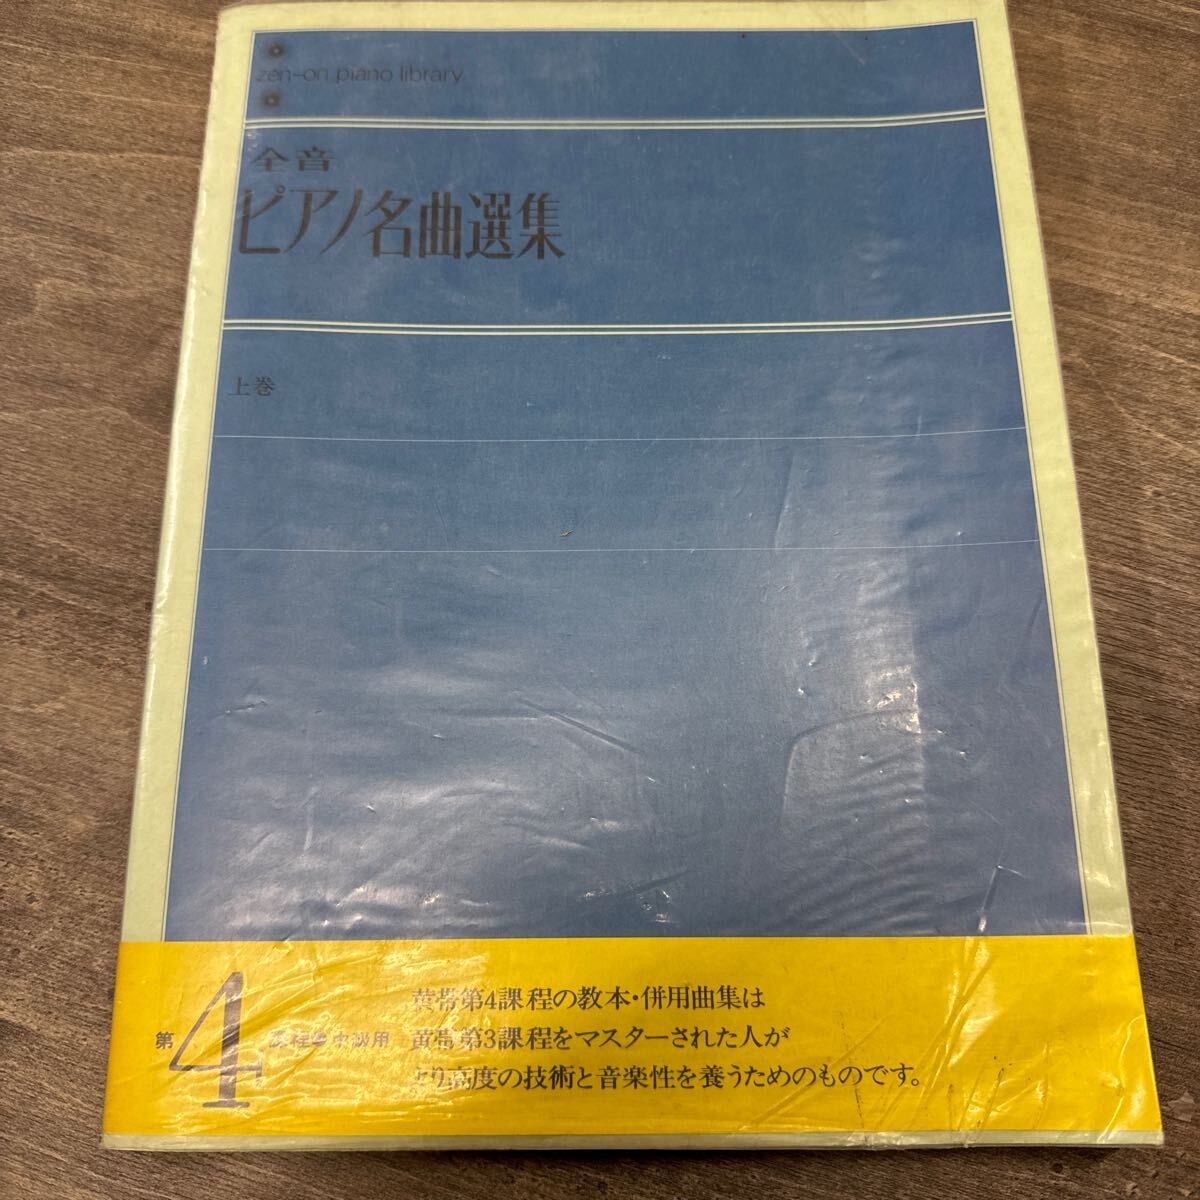 zen-on piano library
全音
ピアノ名曲選集
上巻
第4課程●中級用
黄帯第4課程の教本・併用曲集は
黄帯第3課程をマスターされた人が
より高度の技術と音楽性を養うためのものです。